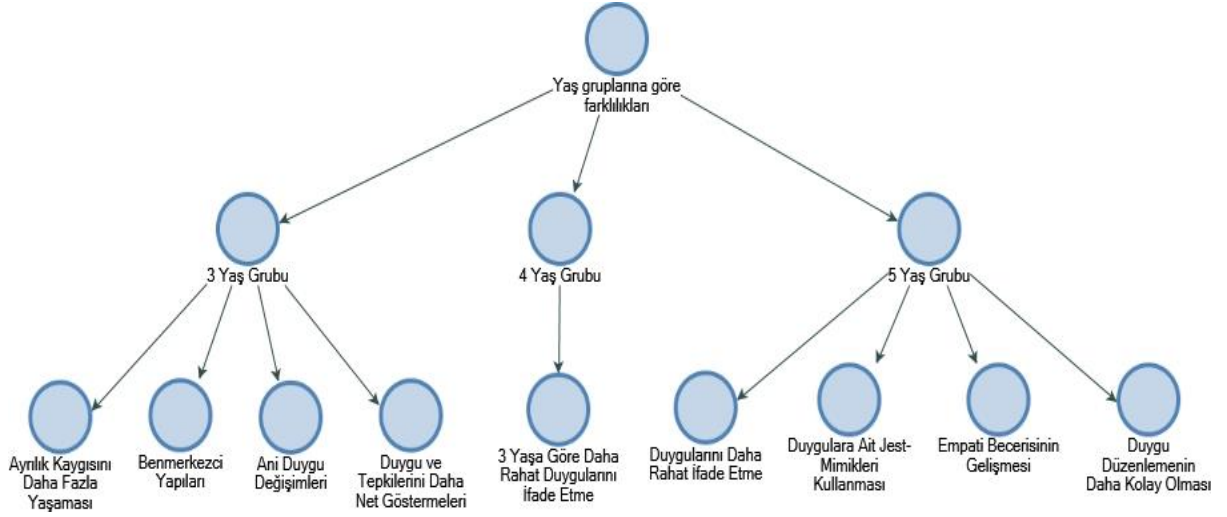 Yaş gruplarına göre
farklılıkları
3 Yaş Grubu
4 Yaş Grubu
5 Yaş Grubu
Ayrılık Kaygısını
Daha Fazla
Yaşaması
Benmerkezci
Yapıları
Ani Duygu
Değişimleri
Duygu ve
Tepkilerini Daha
Net Göstermeleri
3 Yaşa Göre Daha
Rahat Duygularını
İfade Etme
Duygularını Daha
Rahat İfade Etme
Duygulara Ait Jest-
Mimikleri
Kullanması
Empati Becerisinin
Gelişmesi
Duygu
Düzenlemenin
Daha Kolay Olması